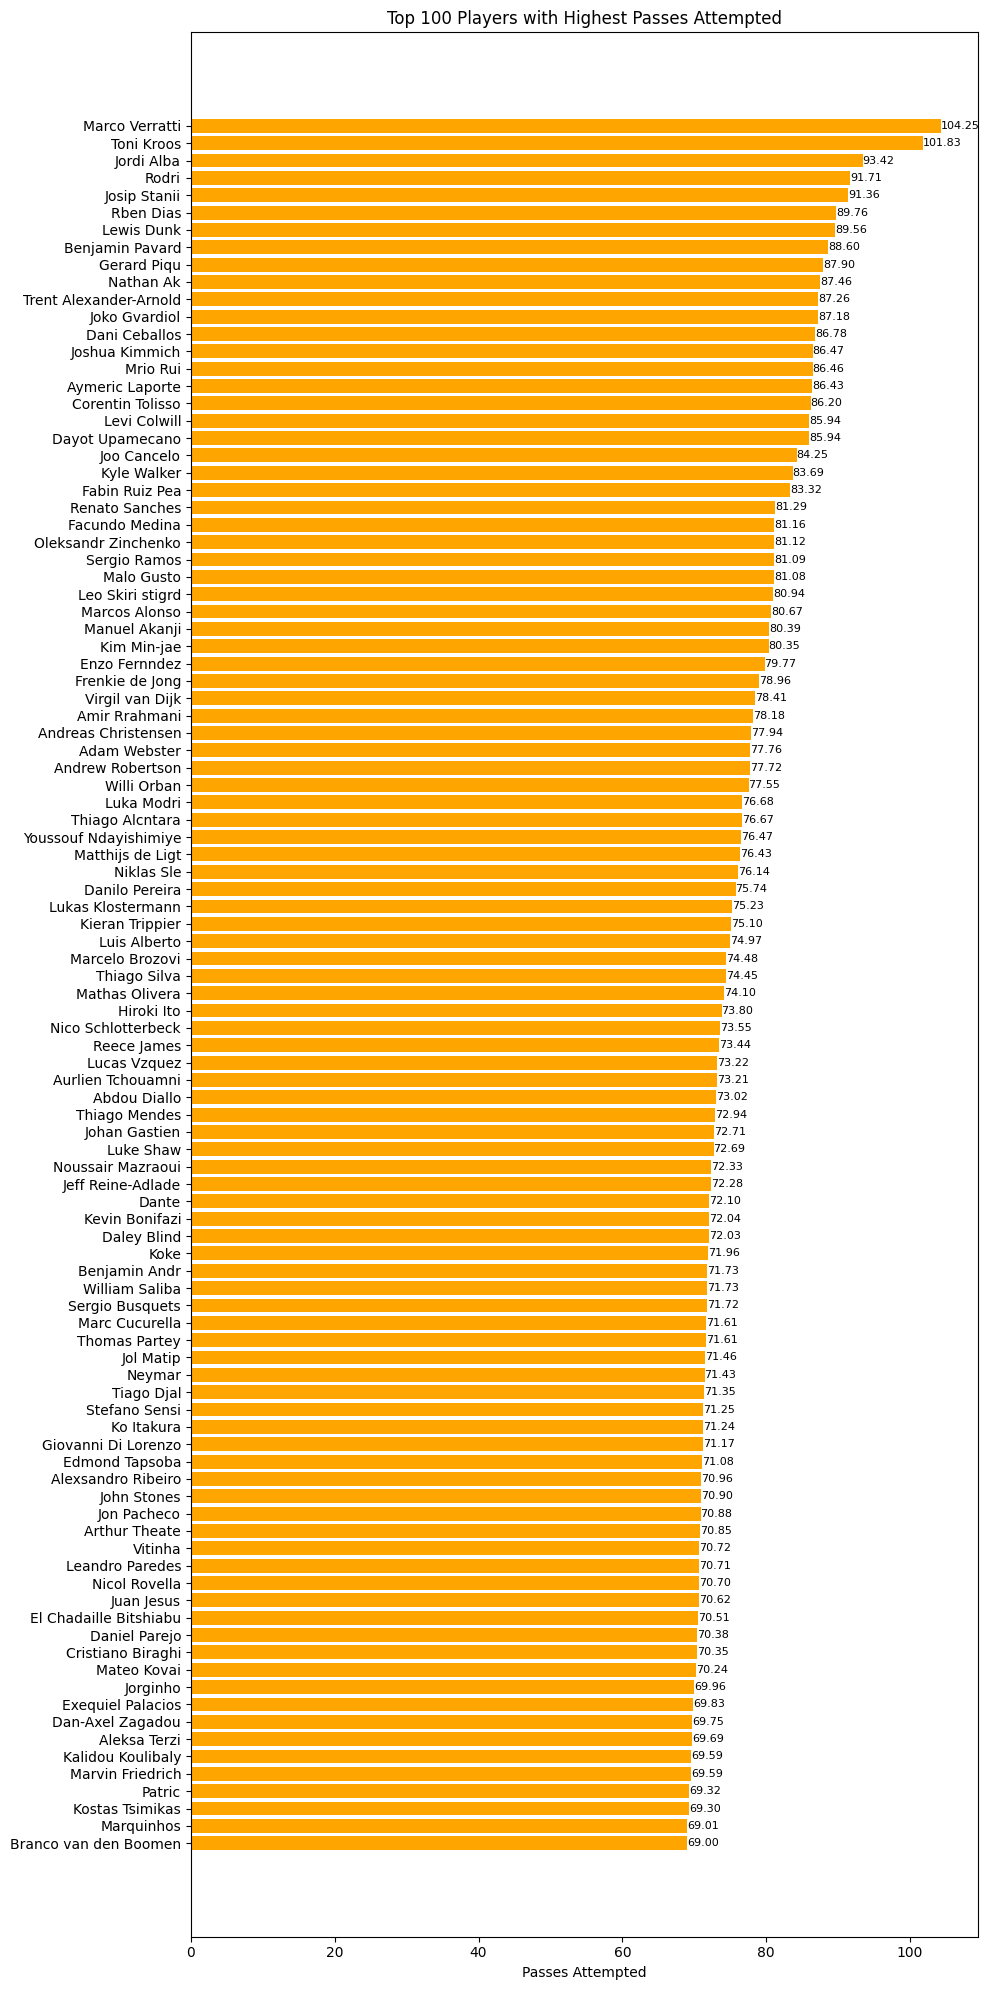 Top 100 Players with Highest Passes Attempted
Marco Verratti 104.25
Toni Kroos 101.83
Jordi Alba 93.42
Rodri 91.71
Josip Stanii 91.36
Rben Dias 89.76
Lewis Dunk 89.56
Benjamin Pavard 88.60
Gerard Piqu 87.90
Nathan Ak 87.46
Trent Alexander-Arnold 87.26
Joko Gvardiol 87.18
Dani Ceballos 86.78
Joshua Kimmich 86.47
Mrio Rui 86.46
Aymeric Laporte 86.43
Corentin Tolisso 86.20
Levi Colwill 85.94
Dayot Upamecano 85.94
Joo Cancelo 84.25
Kyle Walker 83.69
Fabin Ruiz Pea 83.32
Renato Sanches 81.29
Facundo Medina 81.16
Oleksandr Zinchenko 81.12
Sergio Ramos 81.09
Malo Gusto 81.08
Leo Skiri stigrd 80.94
Marcos Alonso 80.67
Manuel Akanji 80.39
Kim Min-jae 80.35
Enzo Fernndez 79.77
Frenkie de Jong 78.96
Virgil van Dijk 78.41
Amir Rrahmani 78.18
Andreas Christensen 77.94
Adam Webster 77.76
Andrew Robertson 77.72
Willi Orban 77.55
Luka Modri 76.68
Thiago Alcntara 76.67
Youssouf Ndayishimiye 76.47
Matthijs de Ligt 76.43
Niklas Sle 76.14
Danilo Pereira 75.74
Lukas Klostermann 75.23
Kieran Trippier 75.10
Luis Alberto 74.97
Marcelo Brozovi 74.48
Thiago Silva 74.45
Mathas Olivera 74.10
Hiroki Ito 73.80
Nico Schlotterbeck 73.55
Reece James 73.44
Lucas Vzquez 73.22
Aurlien Tchouamni 73.21
Abdou Diallo 73.02
Thiago Mendes 72.94
Johan Gastien 72.71
Luke Shaw 72.69
Noussair Mazraoui 72.33
Jeff Reine-Adlade 72.28
Dante 72.10
Kevin Bonifazi 72.04
Daley Blind 72.03
Koke 71.96
Benjamin Andr 71.73
William Saliba 71.73
Sergio Busquets 71.72
Marc Cucurella 71.61
Thomas Partey 71.61
Jol Matip 71.46
Neymar 71.43
Tiago Djal 71.35
Stefano Sensi 71.25
Ko Itakura 71.24
Giovanni Di Lorenzo 71.17
Edmond Tapsoba 71.08
Alexsandro Ribeiro 70.96
John Stones 70.90
Jon Pacheco 70.88
Arthur Theate 70.85
Vitinha 70.72
Leandro Paredes 70.71
Nicol Rovella 70.70
Juan Jesus 70.62
El Chadaille Bitshiabu 70.51
Daniel Parejo 70.38
Cristiano Biraghi 70.35
Mateo Kovai 70.24
Jorginho 69.96
Exequiel Palacios 69.83
Dan-Axel Zagadou 69.75
Aleksa Terzi 69.69
Kalidou Koulibaly 69.59
Marvin Friedrich 69.59
Patric 69.32
Kostas Tsimikas 69.30
Marquinhos 69.01
Branco van den Boomen 69.00
0 20 40 60 80 100
Passes Attempted